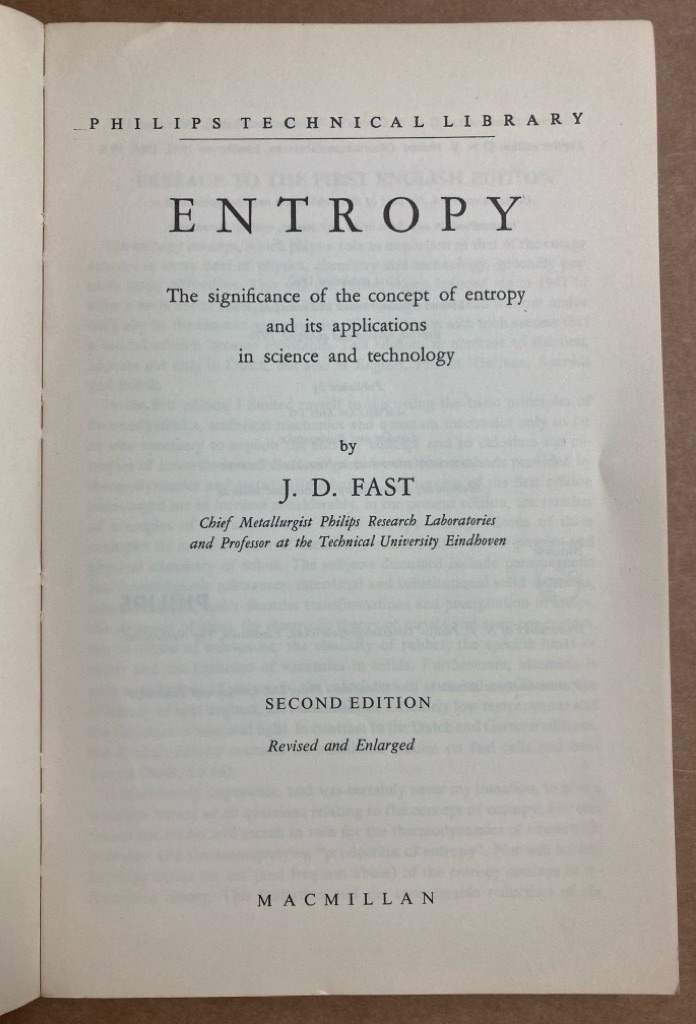 PHILIPS TECHNICAL LIBRARY
ENTROPY
The significance of the concept of entropy
and its applications
in science and technology
by
J. D. FAST
Chief Metallurgist Philips Research Laboratories
and Professor at the Technical University Eindhoven
SECOND EDITION
Revised and Enlarged
MACMILLAN